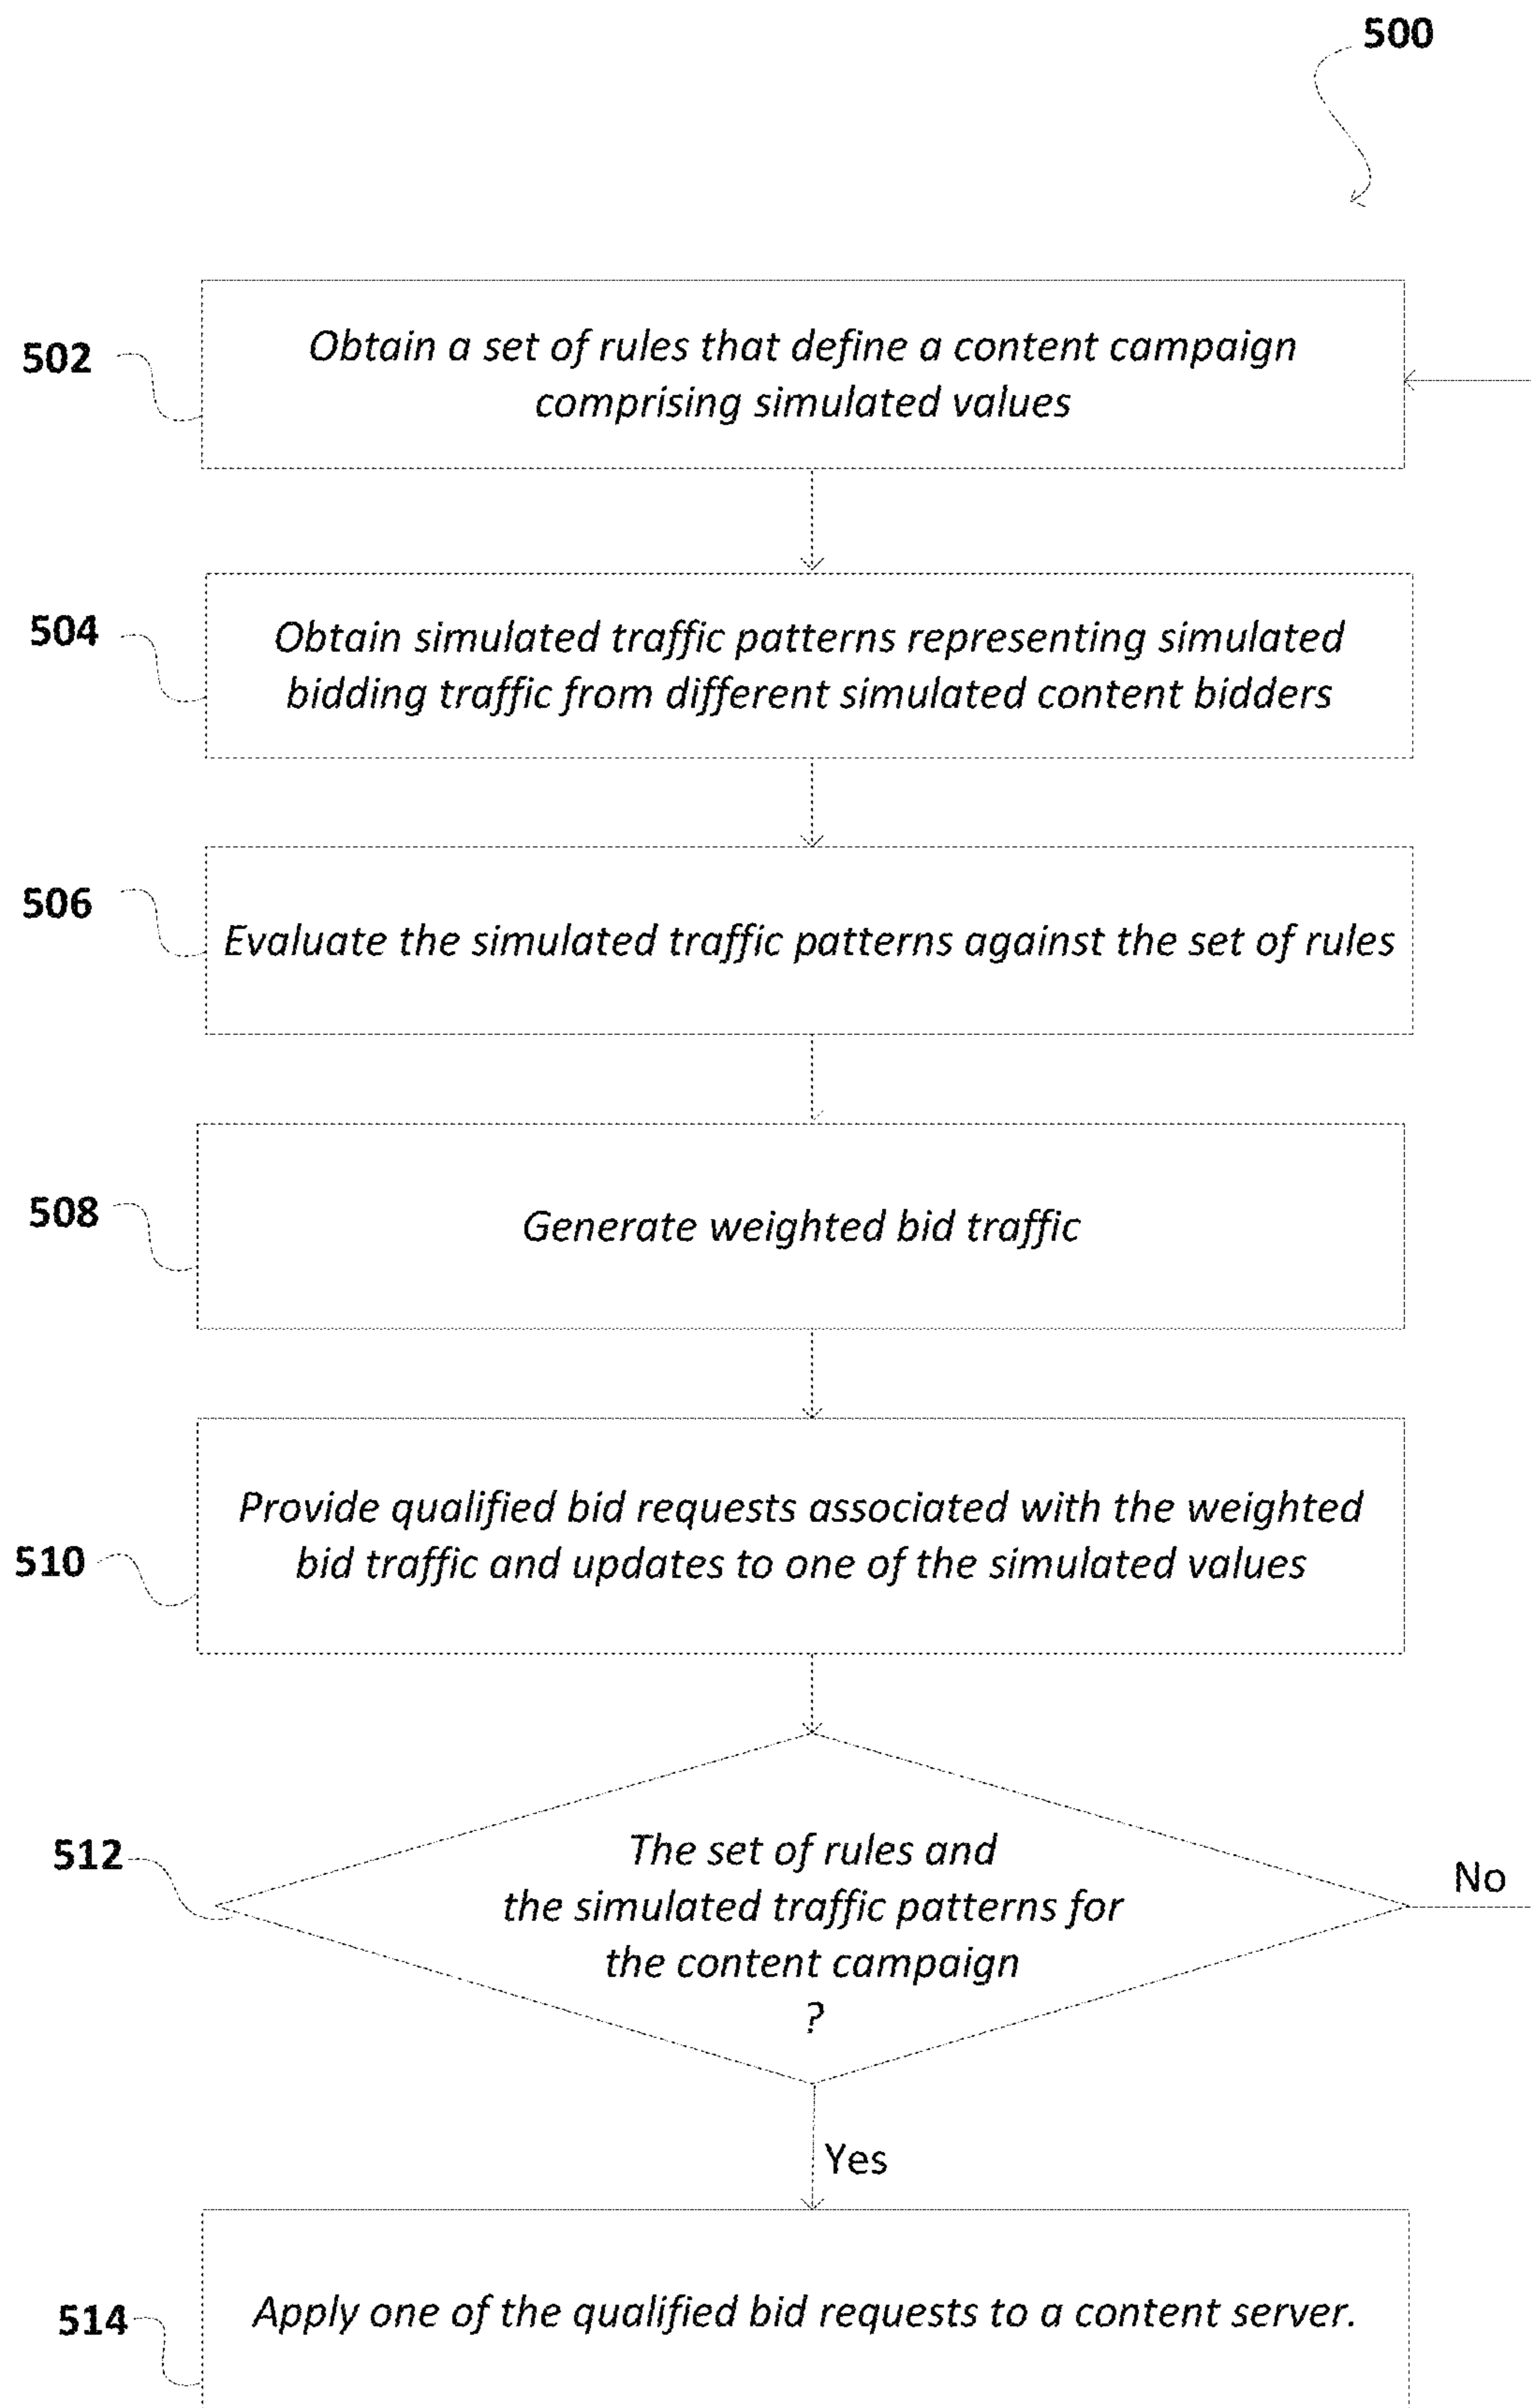 500
502
Obtain a set of rules that define a content campaign
comprising simulated values
504
Obtain simulated traffic patterns representing simulated
bidding traffic from different simulated content bidders
506
Evaluate the simulated traffic patterns against the set of rules
508
Generate weighted bid traffic
510
Provide qualified bid requests associated with the weighted
bid traffic and updates to one of the simulated values
512
The set of rules and
the simulated traffic patterns for
the content campaign
?
No
Yes
514
Apply one of the qualified bid requests to a content server.